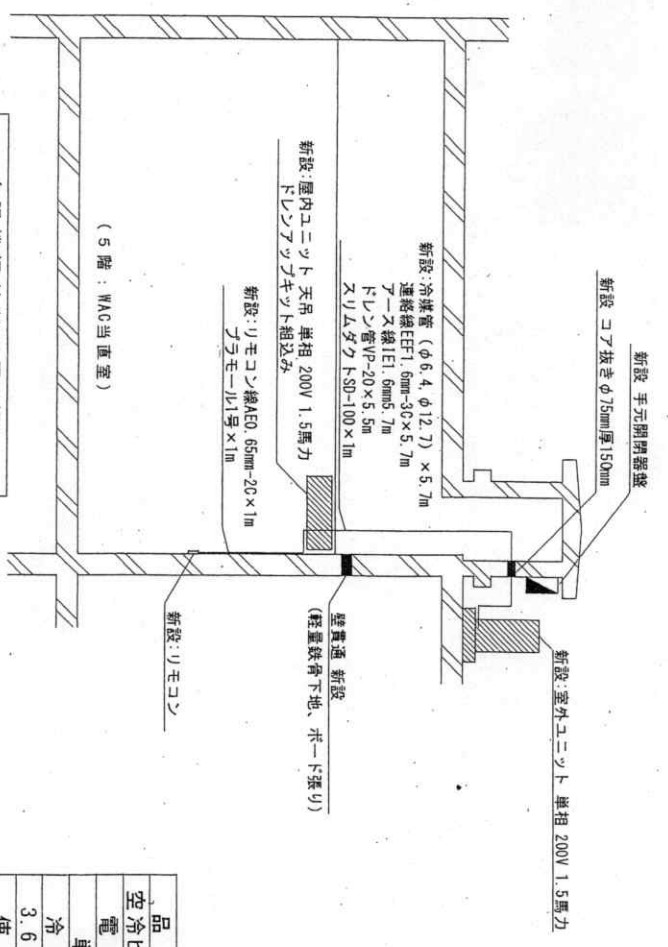 新設 手元開閉器盤
新設 コア抜きφ75mm厚150mm
新設:室外ユニット 単相 200V 1.5馬力
新設:冷媒管(φ6.4, φ12.7)×5.7m
連絡線EEF1.6mm-3C×5.7m
アース線IE1.6mm5.7m
ドレン管VP-20×5.5m
スリムダクトSD-100×1m
新設:屋内ユニット 天吊 単相 200V 1.5馬力
ドレンアップキット組込み
新設:リモコン線AE0.65mm-2C×1m
プラモール1号×1m
壁貫通 新設
(軽量鉄骨下地、ボード張り)
新設:リモコン
(5階:WAC当直室)
品
空冷ヒ
電
単
冷
3.6
使